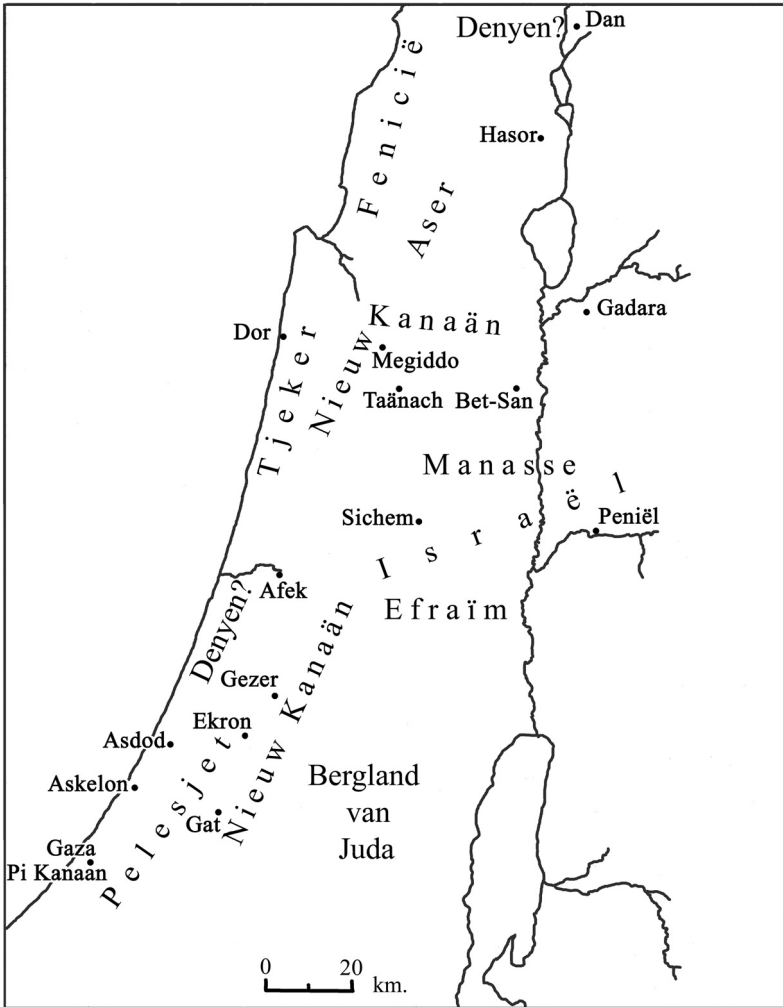 Denyen?
Dan
Fenicië
Hasor
Aser
Kanaän
Gadara
Dor
Tjeker
Nieuw
Megiddo
Taänach
Bet-San
Manasse
Israël
Sichem
Peniël
Afek
Efraïm
Denyen?
Gezer
Nieuw Kanaän
Ekron
Asdod
Pelesjet
Askelon
Bergland
van
Juda
Gat
Gaza
Pi Kanaän
0 20 km.